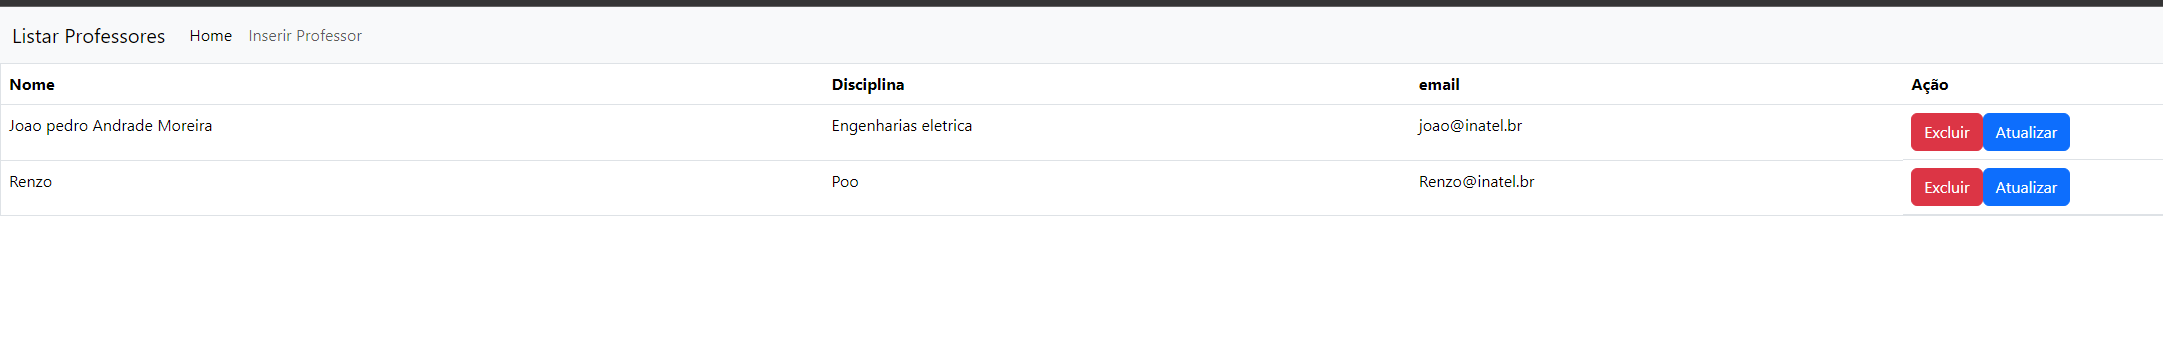 Listar Professores Home Inserir Professor
Nome Disciplina email Ação
Joao pedro Andrade Moreira Engenharias eletrica joao@inatel.br Excluir Atualizar
Renzo Poo Renzo@inatel.br Excluir Atualizar